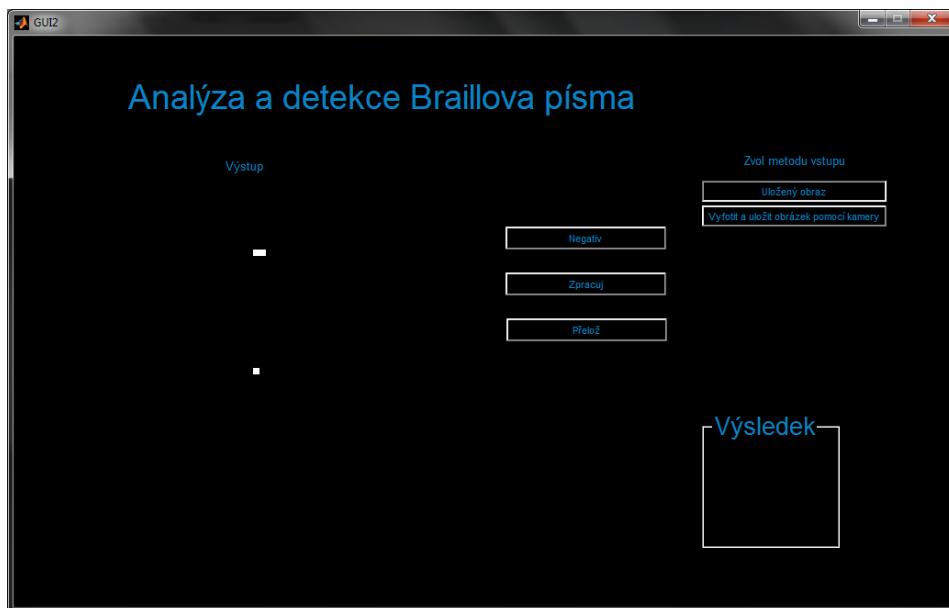 GUI2
Analýza a detekce Braillova písma
Výstup
Zvol metodu vstupu
Uložený obraz
Vyfotit a uložit obrázek pomocí kamery
Negativ
Zpracuj
Přelož
Výsledek